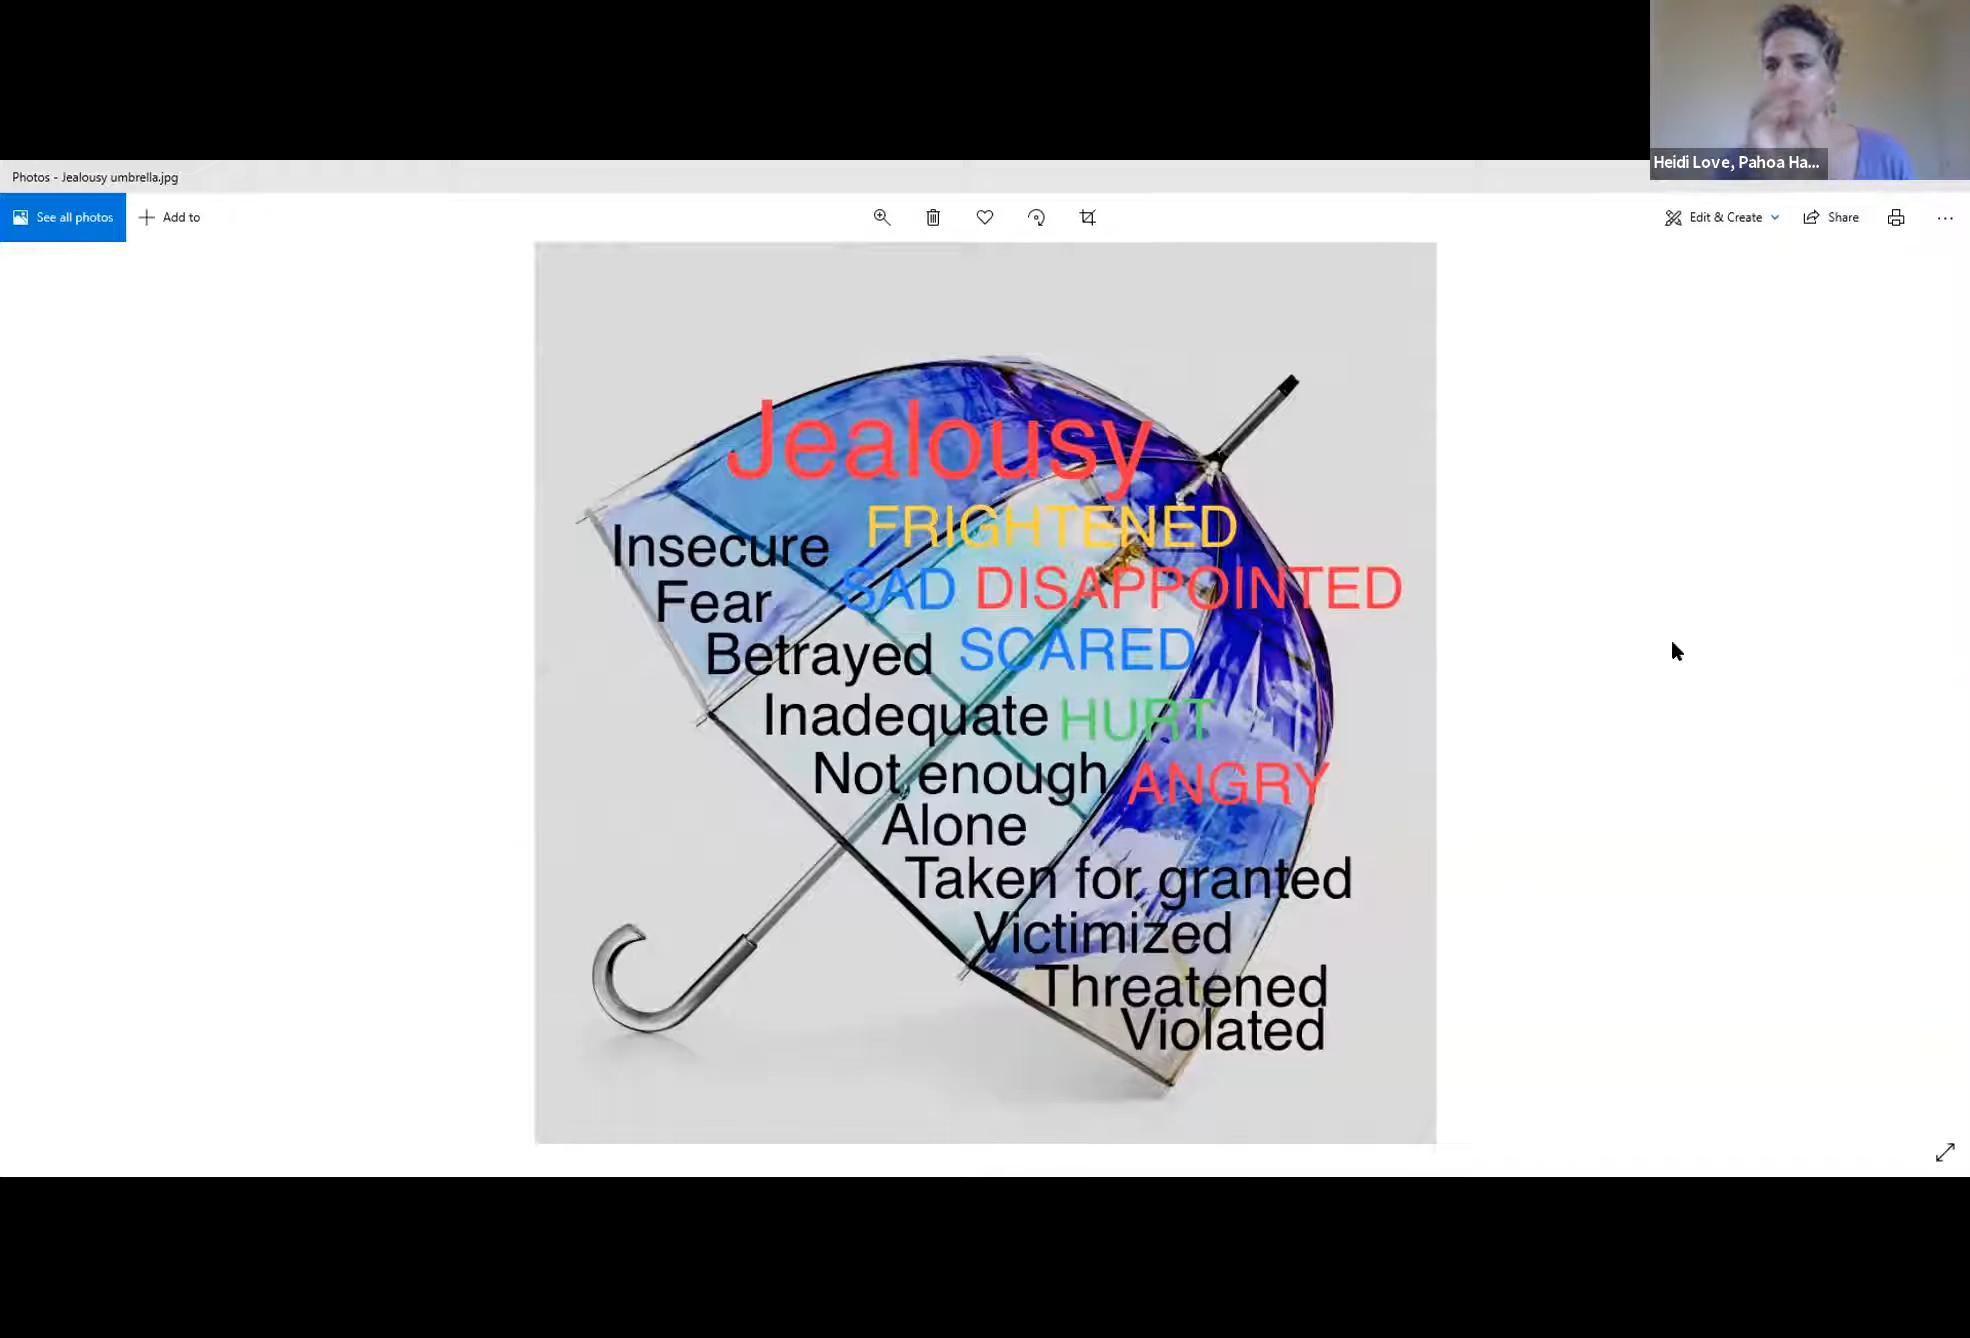 Heidi Love, Pahoa Ha...
Photos - Jealousy umbrella.jpg
See all photos
Add to
Edit & Create
Share
Jealousy
FRIGHTENED
Insecure
SAD DISAPPOINTED
Fear
Betrayed SCARED
Inadequate HURT
Not enough ANGRY
Alone
Taken for granted
Victimized
Threatened
Violated